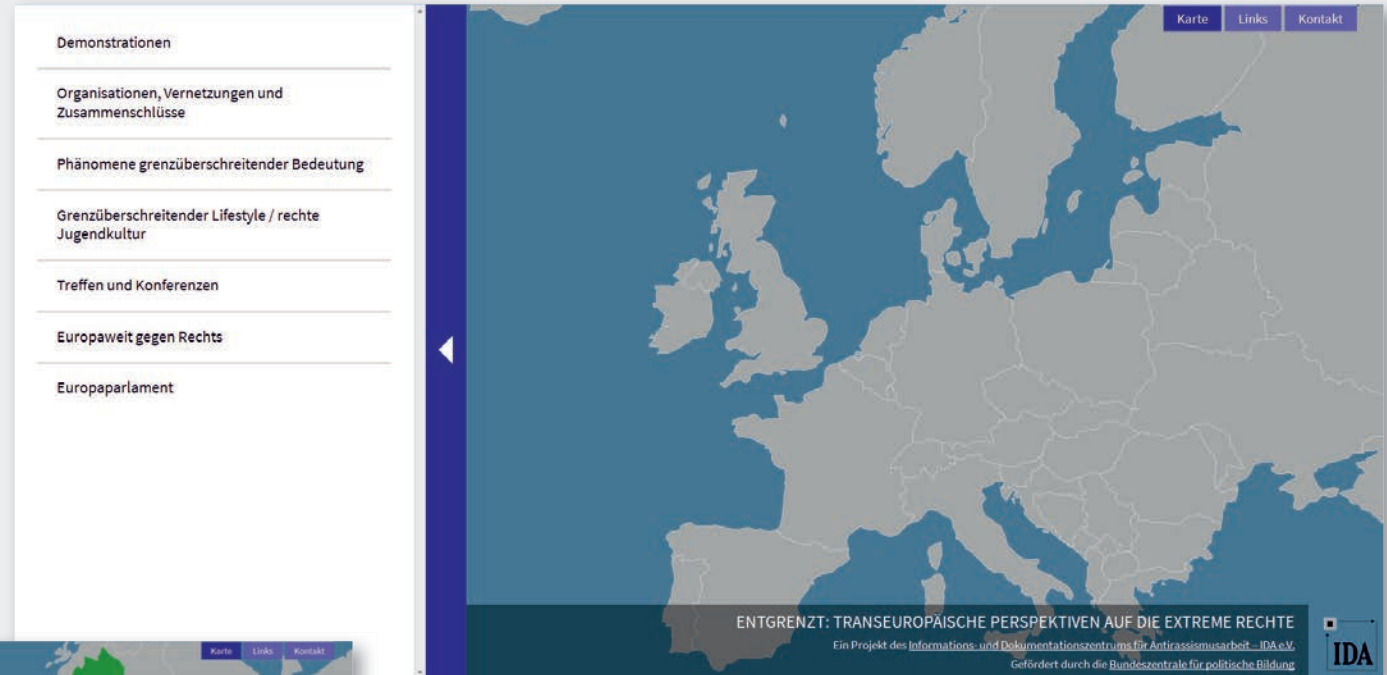 Demonstrationen
Organisationen, Vernetzungen und
Zusammenschlüsse
Phänomene grenzüberschreitender Bedeutung
Grenzüberschreitender Lifestyle / rechte
Jugendkultur
Treffen und Konferenzen
Europaweit gegen Rechts
Europaparlament
Karte Links Kontakt
ENTGRENZT: TRANSEUROPÄISCHE PERSPEKTIVEN AUF DIE EXTREME RECHTE
Ein Projekt des Informations- und Dokumentationszentrums für Antirassismusarbeit – IDA e.V.
Gefördert durch die Bundeszentrale für politische Bildung
IDA
Karte Links Kontakt